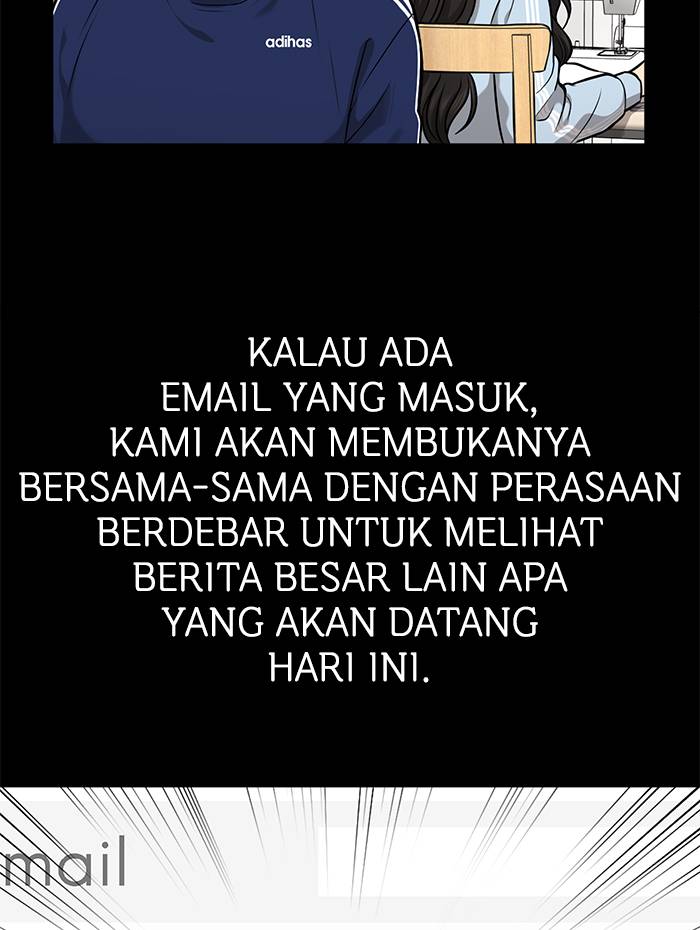 adihas
KALAU ADA
EMAIL YANG MASUK,
KAMI AKAN MEMBUKANYA
BERSAMA-SAMA DENGAN PERASAAN
BERDEBAR UNTUK MELIHAT
BERITA BESAR LAIN APA
YANG AKAN DATANG
HARI INI.
mail